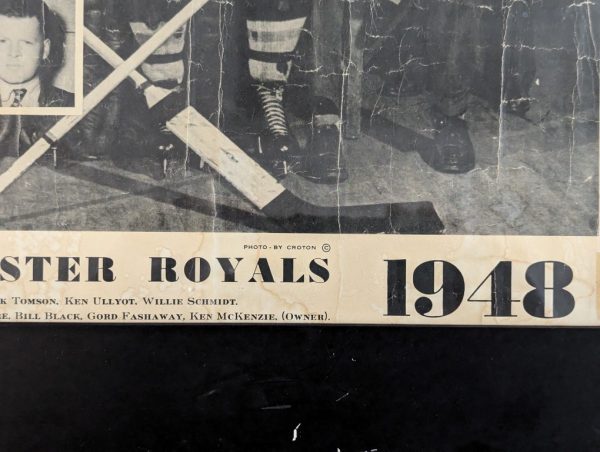 PHOTO - BY CROTON ©
STER ROYALS 1948
K TOMSON, KEN ULLYOT, WILLIE SCHMIDT.
E, BILL BLACK, GORD FASHAWAY, KEN MCKENZIE, (OWNER).